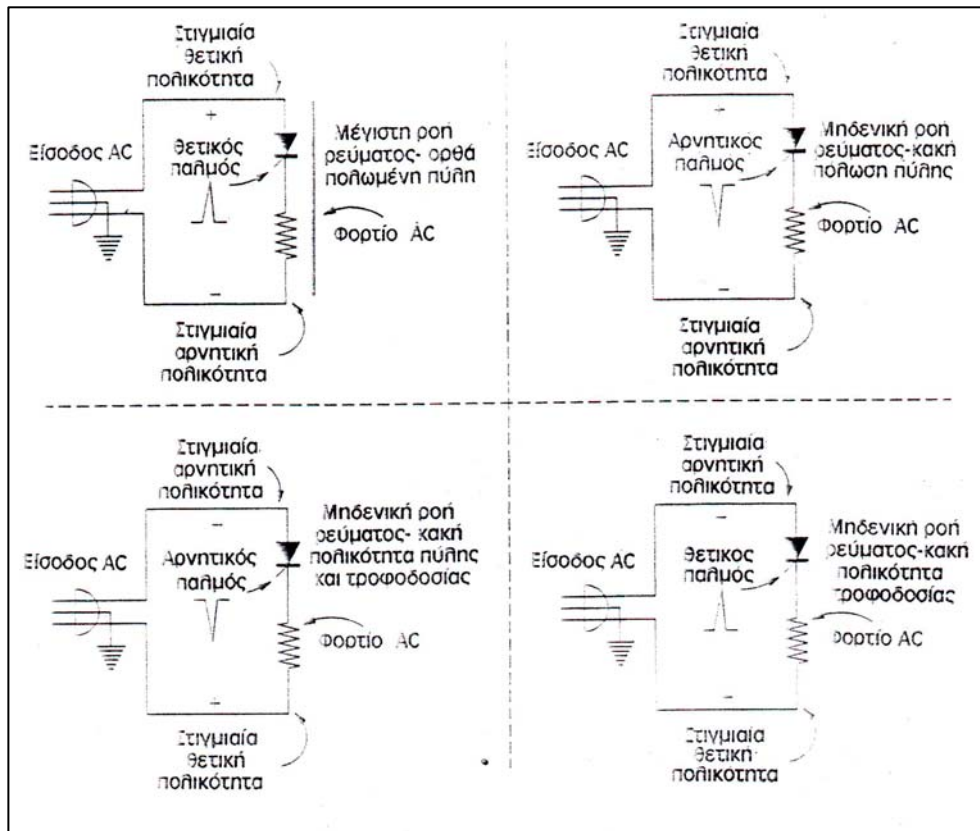 Στιγμιαία
θετική
πολικότητα
+
Είσοδος AC
θετικός
παλμός
Μέγιστη ροή
ρεύματος- ορθά
πολωμένη πύλη
Φορτίο AC
−
Στιγμιαία
αρνητική
πολικότητα
Στιγμιαία
θετική
πολικότητα
+
Είσοδος AC
Αρνητικός
παλμός
Μηδενική ροή
ρεύματος-κακή
πόλωση πύλης
Φορτίο AC
−
Στιγμιαία
αρνητική
πολικότητα
Στιγμιαία
αρνητική
πολικότητα
−
Είσοδος AC
Αρνητικός
παλμός
Μηδενική ροή
ρεύματος- κακή
πολικότητα πύλης
και τροφοδοσίας
Φορτίο AC
+
Στιγμιαία
θετική
πολικότητα
Στιγμιαία
αρνητική
πολικότητα
−
Είσοδος AC
θετικος
παλμός
Μηδενική ροή
ρεύματος-κακή
πολικότητα
τροφοδοσίας
Φορτίο AC
−
Στιγμιαία
θετική
πολικότητα